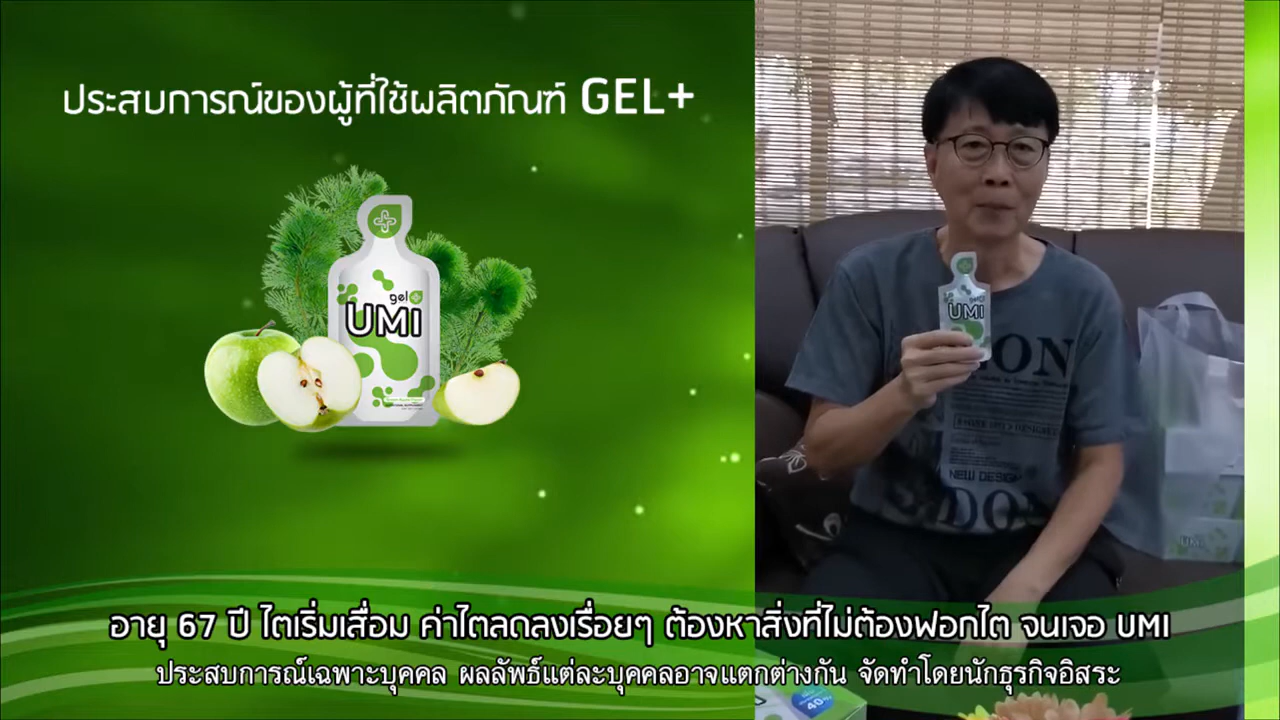 ประสบการณ์ของผู้ที่ใช้ผลิตภัณฑ์ GEL+
gel
UMI
UMI
ON
NEW DESIGN
DON
UMI
อายุ 67 ปี ไตเริ่มเสื่อม ค่าไตลดลงเรื่อยๆ ต้องหาสิ่งที่ไม่ต้องฟอกไต จนเจอ UMI
ประสบการณ์เฉพาะบุคคล ผลลัพธ์แต่ละบุคคลอาจแตกต่างกัน จัดทำโดยนักธุรกิจอิสระ